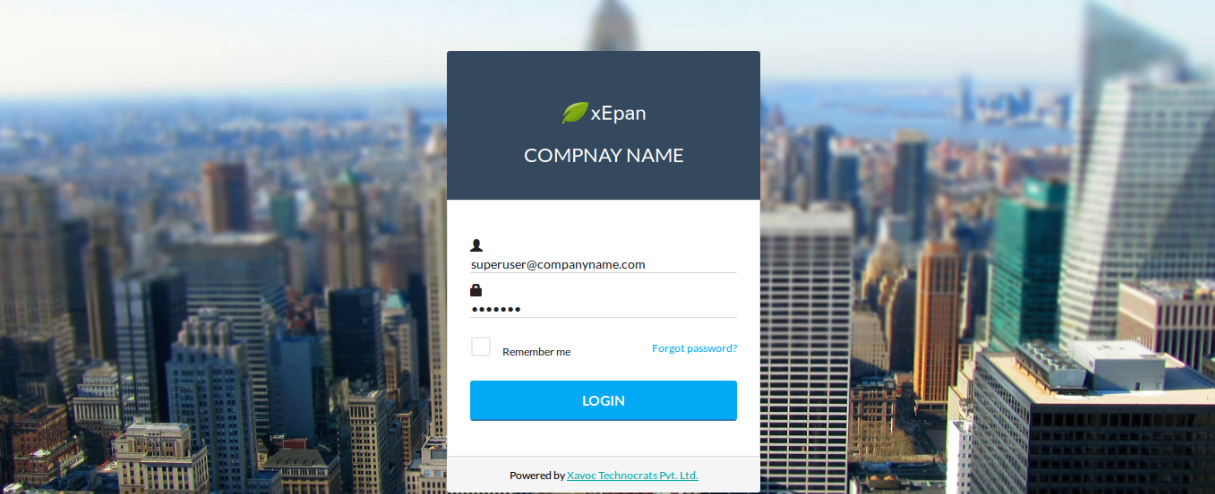 xEpan
COMPNAY NAME
superuser@companyname.com
•••••••
Remember me
Forgot password?
LOGIN
Powered by Xavoc Technocrats Pvt. Ltd.